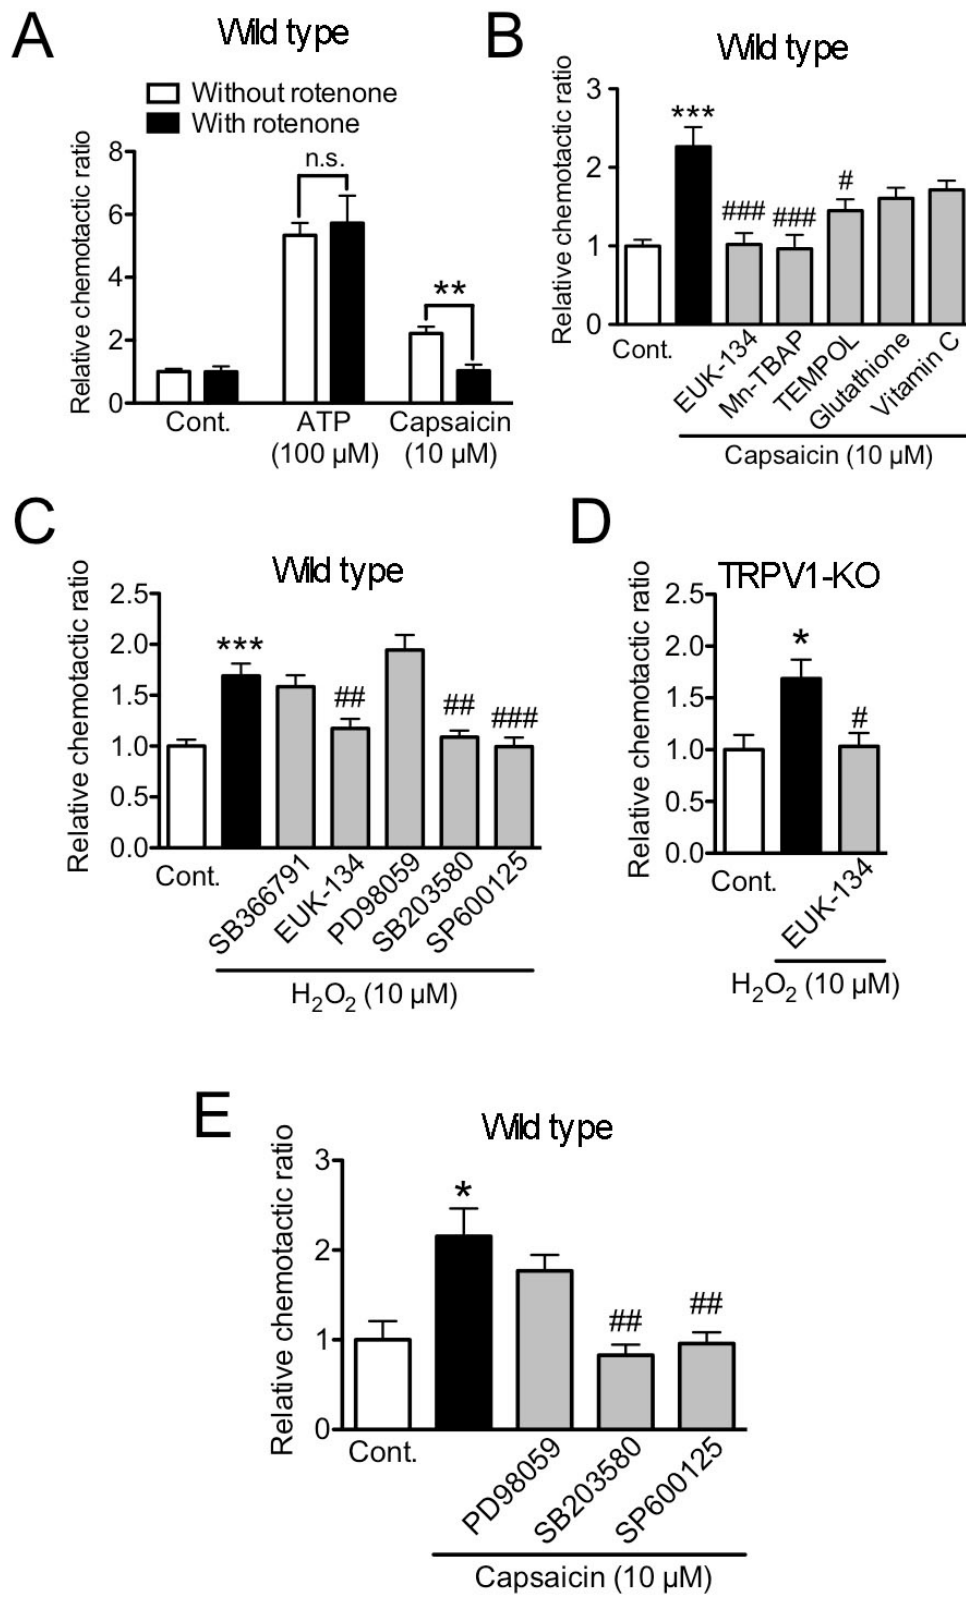 A
Wild type
Without rotenone
With rotenone
Relative chemotactic ratio
8
6
4
2
0
n.s.
**
Cont.
ATP
(100 µM)
Capsaicin
(10 µM)
B
Wild type
Relative chemotactic ratio
3
2
1
0
***
###
###
#
Cont.
EUK-134
Mn-TBAP
TEMPOL
Glutathione
Vitamin C
Capsaicin (10 µM)
C
Wild type
Relative chemotactic ratio
2.5
2.0
1.5
1.0
0.5
0.0
***
##
##
###
Cont.
SB366791
EUK-134
PD98059
SB203580
SP600125
H₂O₂ (10 µM)
D
TRPV1-KO
Relative chemotactic ratio
2.5
2.0
1.5
1.0
0.5
0.0
*
#
Cont.
EUK-134
H₂O₂ (10 µM)
E
Wild type
Relative chemotactic ratio
3
2
1
0
*
##
##
Cont.
PD98059
SB203580
SP600125
Capsaicin (10 µM)